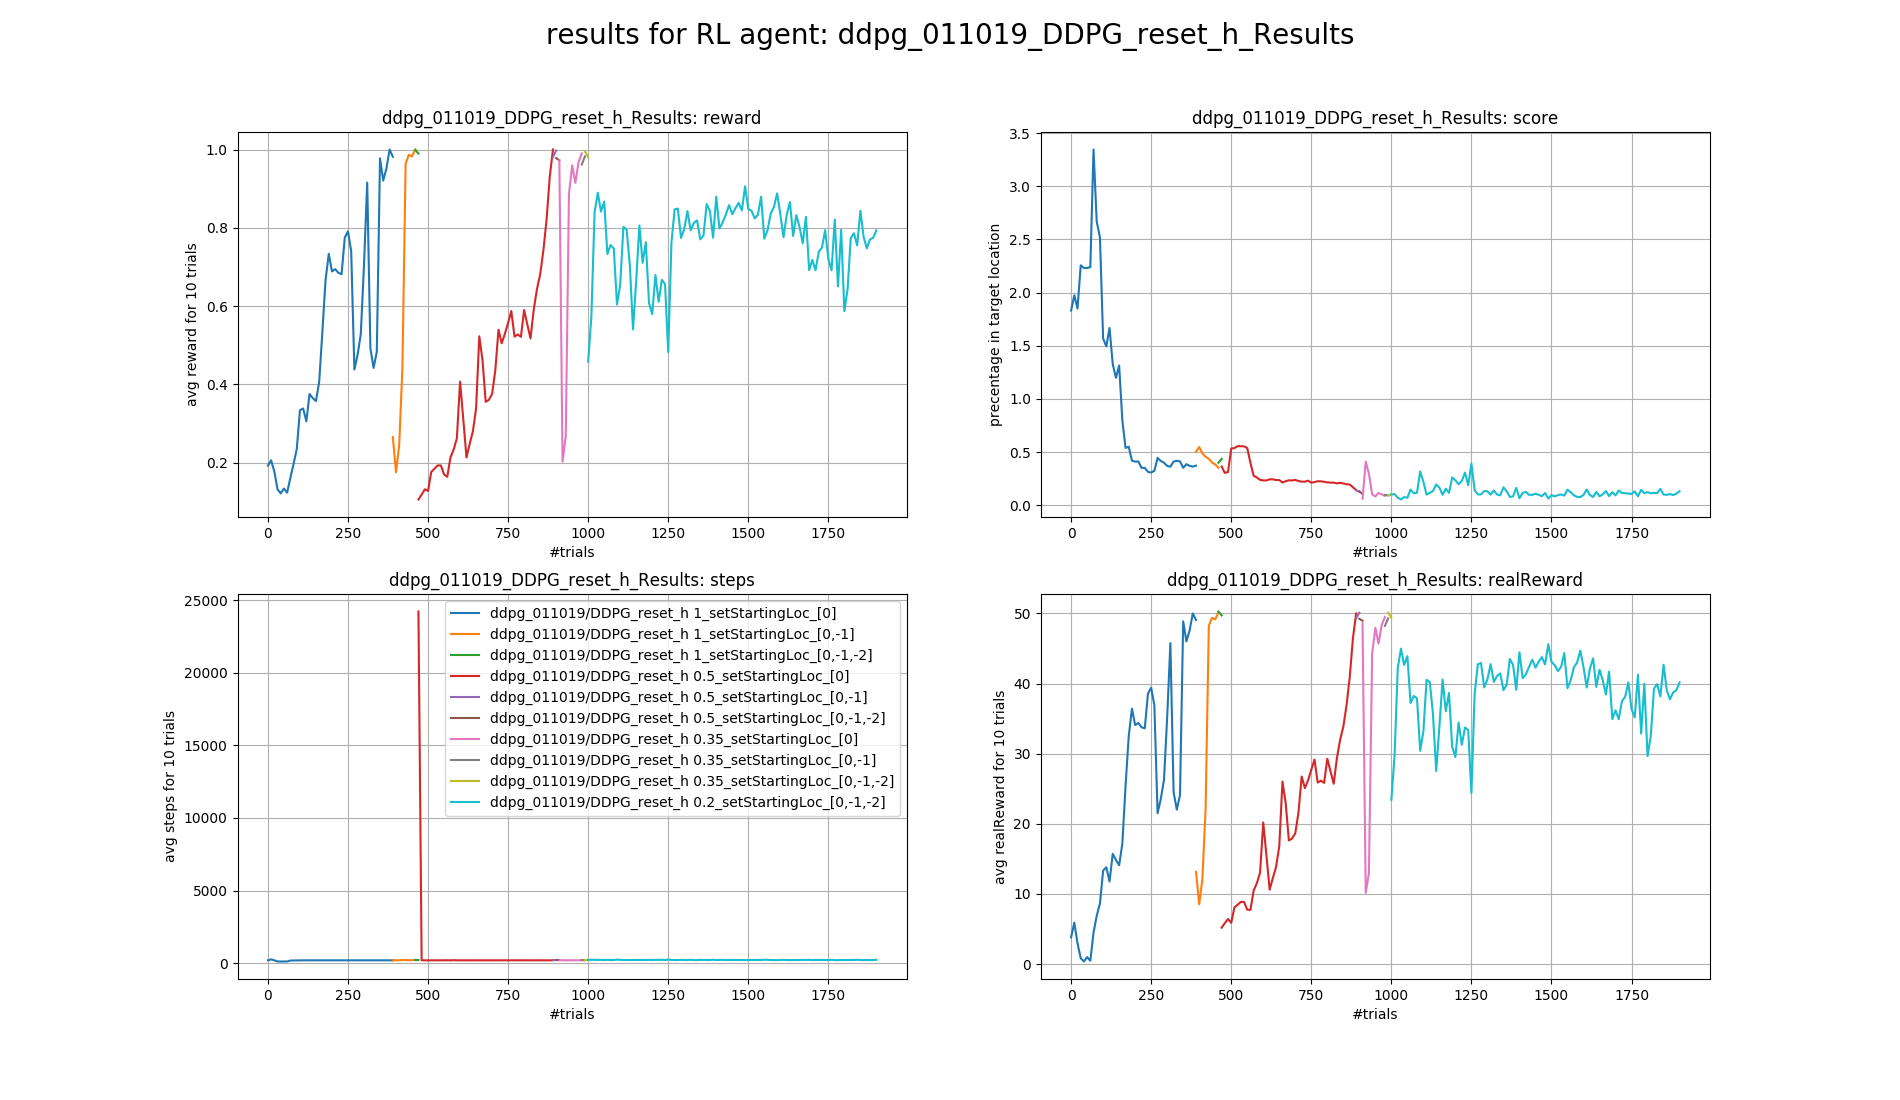 results for RL agent: ddpg_011019_DDPG_reset_h_Results
ddpg_011019_DDPG_reset_h_Results: reward
avg reward for 10 trials
1.0
0.8
0.6
0.4
0.2
0 250 500 750 1000 1250 1500 1750
#trials
ddpg_011019_DDPG_reset_h_Results: score
precentage in target location
3.5
3.0
2.5
2.0
1.5
1.0
0.5
0.0
0 250 500 750 1000 1250 1500 1750
#trials
ddpg_011019_DDPG_reset_h_Results: steps
avg steps for 10 trials
25000
20000
15000
10000
5000
0
ddpg_011019/DDPG_reset_h 1_setStartingLoc_[0]
ddpg_011019/DDPG_reset_h 1_setStartingLoc_[0,-1]
ddpg_011019/DDPG_reset_h 1_setStartingLoc_[0,-1,-2]
ddpg_011019/DDPG_reset_h 0.5_setStartingLoc_[0]
ddpg_011019/DDPG_reset_h 0.5_setStartingLoc_[0,-1]
ddpg_011019/DDPG_reset_h 0.5_setStartingLoc_[0,-1,-2]
ddpg_011019/DDPG_reset_h 0.35_setStartingLoc_[0]
ddpg_011019/DDPG_reset_h 0.35_setStartingLoc_[0,-1]
ddpg_011019/DDPG_reset_h 0.35_setStartingLoc_[0,-1,-2]
ddpg_011019/DDPG_reset_h 0.2_setStartingLoc_[0,-1,-2]
0 250 500 750 1000 1250 1500 1750
#trials
ddpg_011019_DDPG_reset_h_Results: realReward
avg realReward for 10 trials
50
40
30
20
10
0
0 250 500 750 1000 1250 1500 1750
#trials